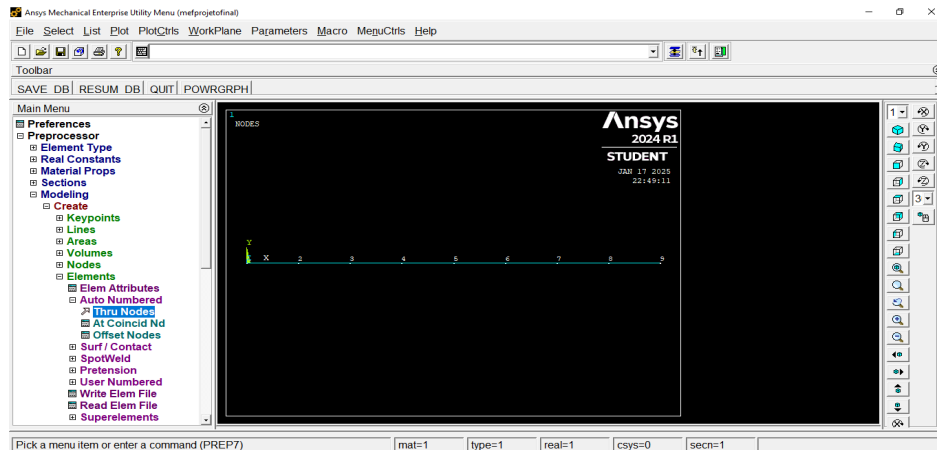 Ansys Mechanical Enterprise Utility Menu (mefprojetofinal)
File Select List Plot PlotCtrls WorkPlane Parameters Macro MenuCtrls Help
Toolbar
SAVE_DB RESUM_DB QUIT POWRGRPH
Main Menu
Preferences
Preprocessor
Element Type
Real Constants
Material Props
Sections
Modeling
Create
Keypoints
Lines
Areas
Volumes
Nodes
Elements
Elem Attributes
Auto Numbered
Thru Nodes
At Coincid Nd
Offset Nodes
Surf / Contact
SpotWeld
Pretension
User Numbered
Write Elem File
Read Elem File
Superelements
1
NODES
Ansys
2024 R1
STUDENT
JAN 17 2025
22:49:11
Y
X 2 3 4 5 6 7 8 9
1
3
Pick a menu item or enter a command (PREP7) mat=1 type=1 real=1 csys=0 secn=1